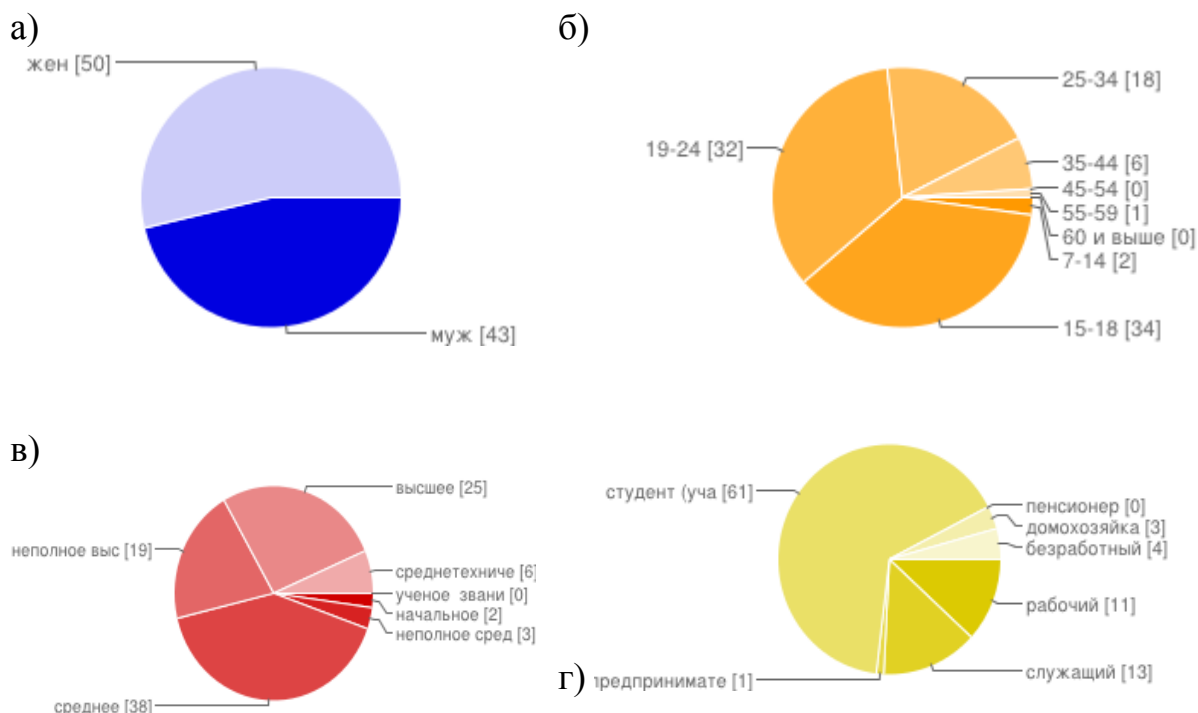 а)
жен [50]
муж [43]
б)
25-34 [18]
19-24 [32]
35-44 [6]
45-54 [0]
55-59 [1]
60 и выше [0]
7-14 [2]
15-18 [34]
в)
высшее [25]
неполное выс [19]
среднетехниче [6]
ученое звани [0]
начальное [2]
неполное сред [3]
среднее [38]
г)
студент (уча [61]
пенсионер [0]
домохозяйка [3]
безработный [4]
рабочий [11]
служащий [13]
предпринимате [1]